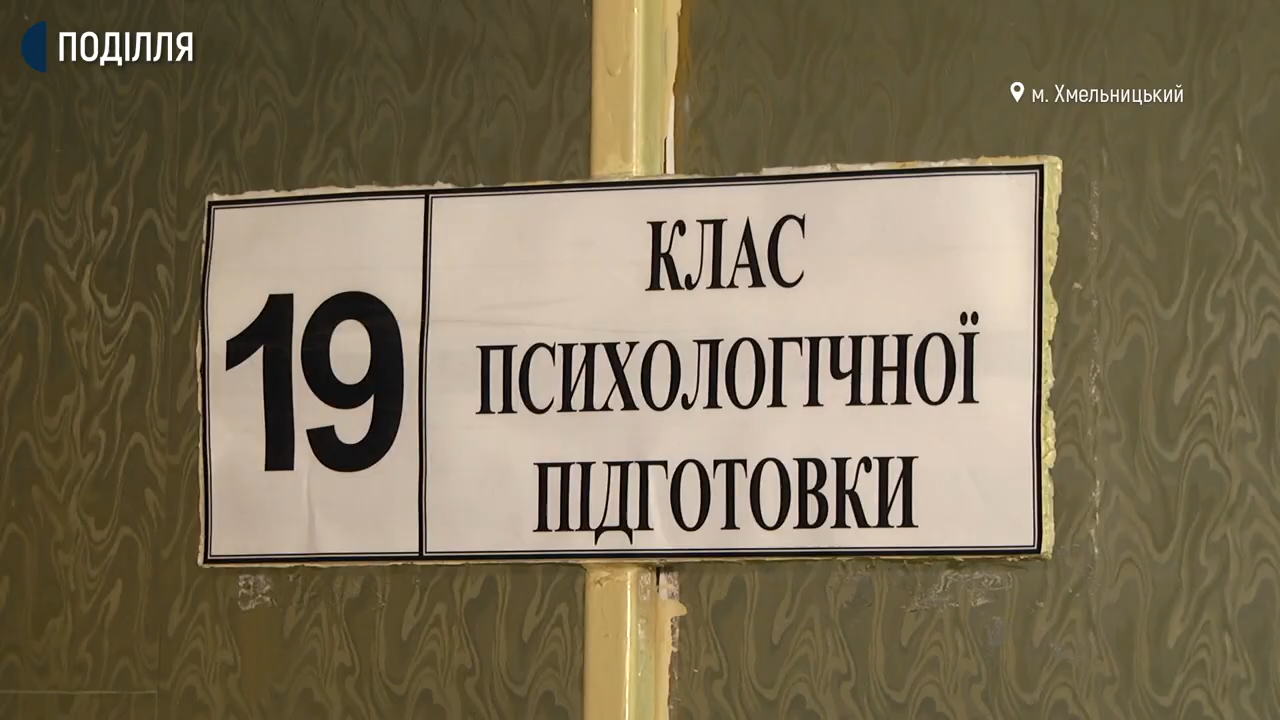 ПОДІЛЛЯ
м. Хмельницький
19
КЛАС
ПСИХОЛОГІЧНОЇ
ПІДГОТОВКИ